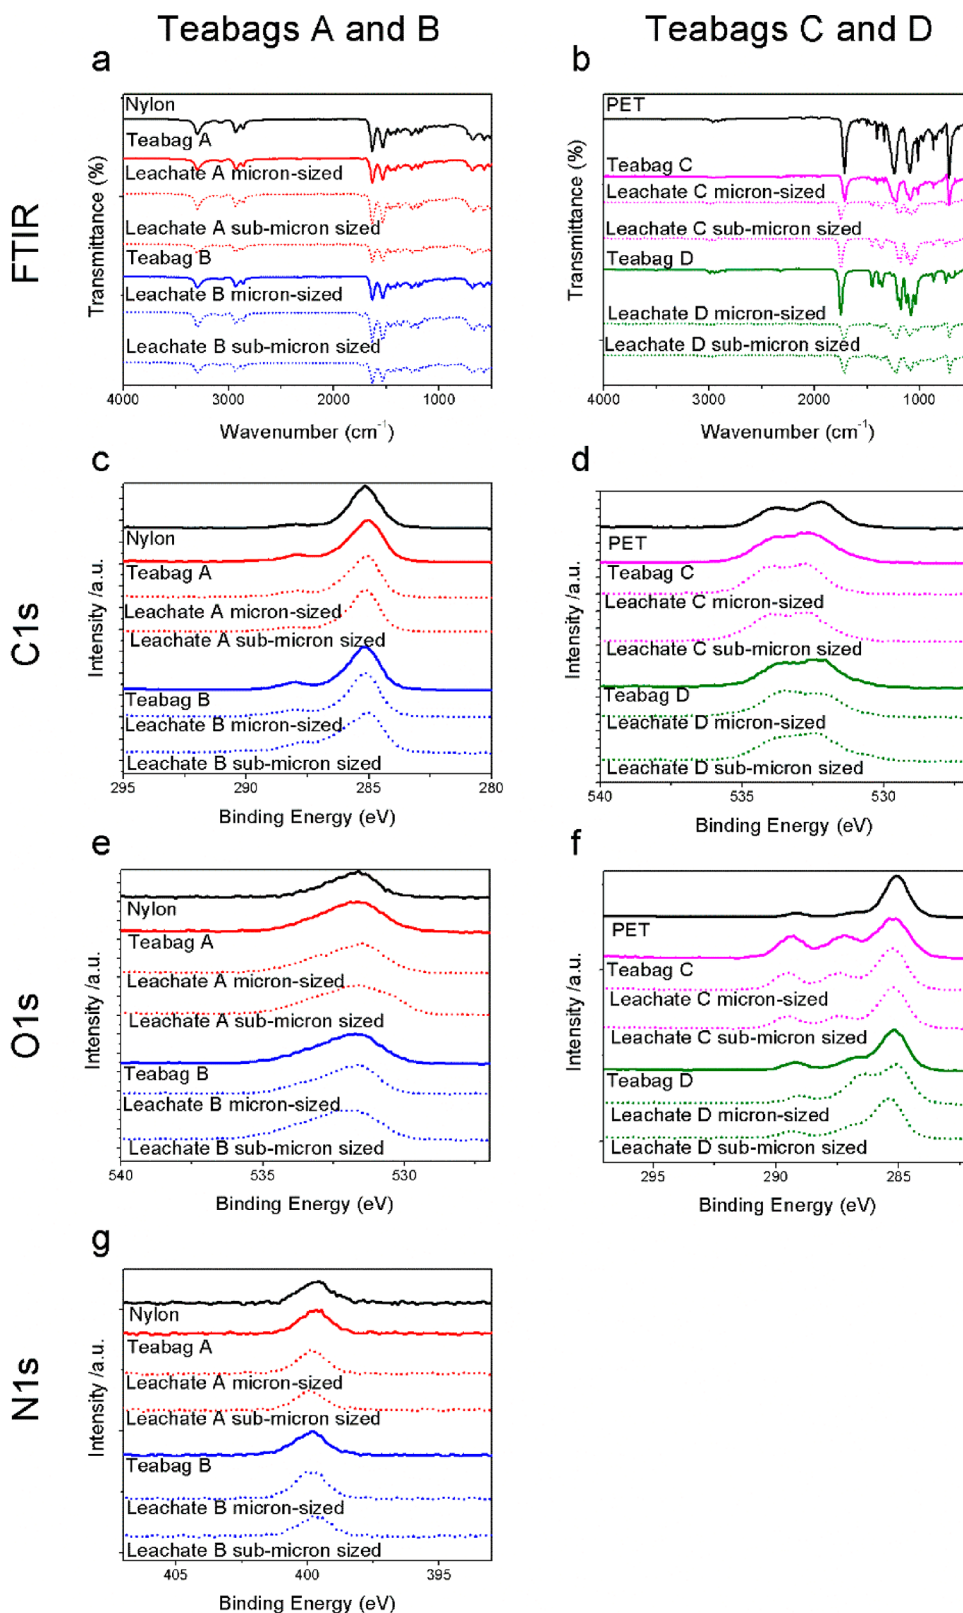 Teabags A and B
Teabags C and D
FTIR
a
Nylon
Teabag A
Leachate A micron-sized
Leachate A sub-micron sized
Teabag B
Leachate B micron-sized
Leachate B sub-micron sized
Transmittance (%)
4000 3000 2000 1000
Wavenumber (cm⁻¹)
b
PET
Teabag C
Leachate C micron-sized
Leachate C sub-micron sized
Teabag D
Leachate D micron-sized
Leachate D sub-micron sized
Transmittance (%)
4000 3000 2000 1000
Wavenumber (cm⁻¹)
C1s
c
Nylon
Teabag A
Leachate A micron-sized
Leachate A sub-micron sized
Teabag B
Leachate B micron-sized
Leachate B sub-micron sized
Intensity /a.u.
295 290 285 280
Binding Energy (eV)
d
PET
Teabag C
Leachate C micron-sized
Leachate C sub-micron sized
Teabag D
Leachate D micron-sized
Leachate D sub-micron sized
Intensity /a.u.
540 535 530
Binding Energy (eV)
O1s
e
Nylon
Teabag A
Leachate A micron-sized
Leachate A sub-micron sized
Teabag B
Leachate B micron-sized
Leachate B sub-micron sized
Intensity /a.u.
540 535 530
Binding Energy (eV)
f
PET
Teabag C
Leachate C micron-sized
Leachate C sub-micron sized
Teabag D
Leachate D micron-sized
Leachate D sub-micron sized
Intensity /a.u.
295 290 285
Binding Energy (eV)
N1s
g
Nylon
Teabag A
Leachate A micron-sized
Leachate A sub-micron sized
Teabag B
Leachate B micron-sized
Leachate B sub-micron sized
Intensity /a.u.
405 400 395
Binding Energy (eV)